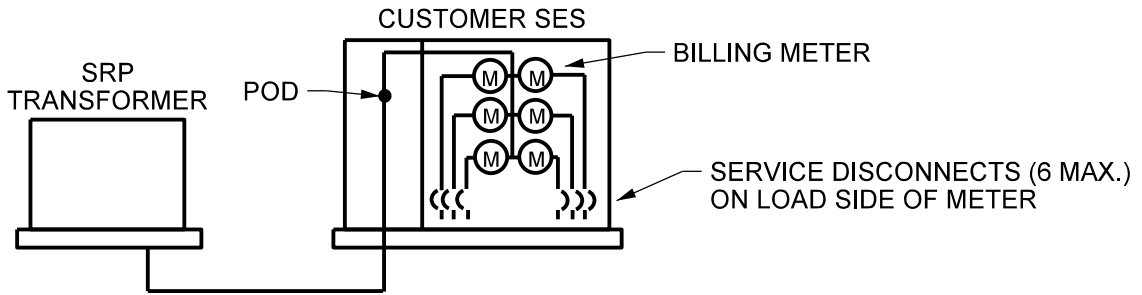 CUSTOMER SES
SRP
TRANSFORMER
POD
BILLING METER
M M
M M
M M
SERVICE DISCONNECTS (6 MAX.)
ON LOAD SIDE OF METER